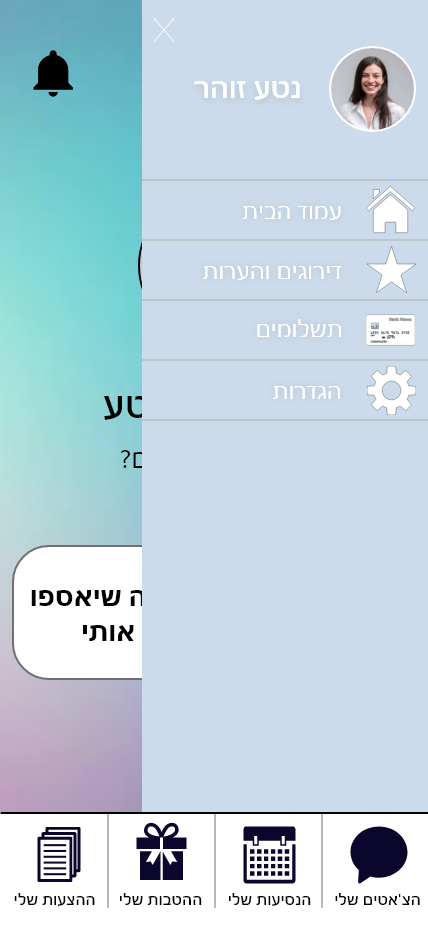 נטע זוהר
עמוד הבית
דירוגים והערות
תשלומים
הגדרות
טע
ם?
ה שיאספו
אותי
הצ'אטים שלי
הנסיעות שלי
ההטבות שלי
ההצעות שלי